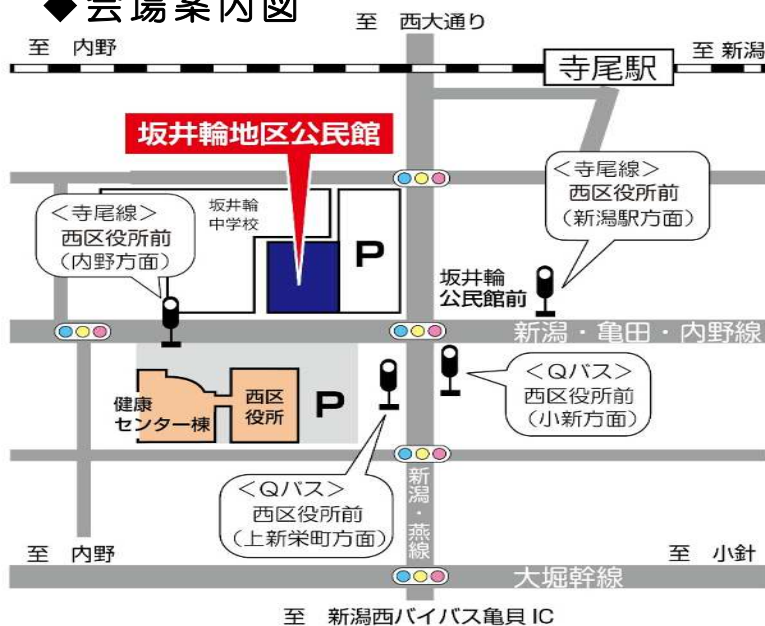 ◆会場案内図
至 西大通り
至 内野
寺尾駅
至 新潟
坂井輪地区公民館
<寺尾線>
西区役所前
(新潟駅方面)
<寺尾線>
西区役所前
(内野方面)
坂井輪
中学校
P
坂井輪
公民館前
新潟・亀田・内野線
健康
センター棟
西区
役所
P
<Qバス>
西区役所前
(小新方面)
<Qバス>
西区役所前
(上新栄町方面)
新潟・燕線
至 内野
至 小針
大堀幹線
至 新潟西バイパス亀貝 IC